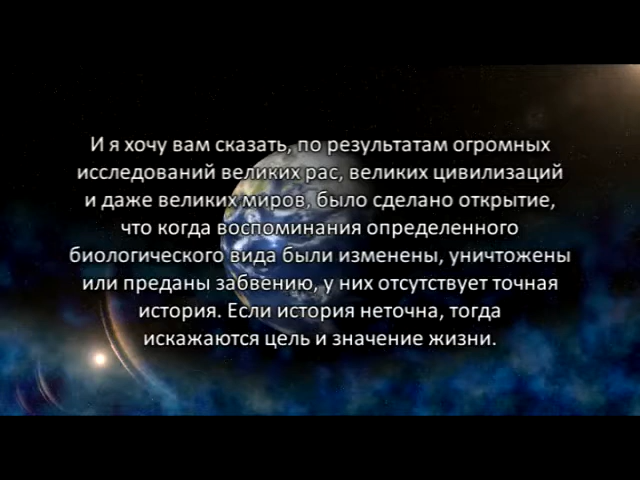 И я хочу вам сказать, по результатам огромных
исследований великих рас, великих цивилизаций
и даже великих миров, было сделано открытие,
что когда воспоминания определенного
биологического вида были изменены, уничтожены
или преданы забвению, у них отсутствует точная
история. Если история неточна, тогда
искажаются цель и значение жизни.